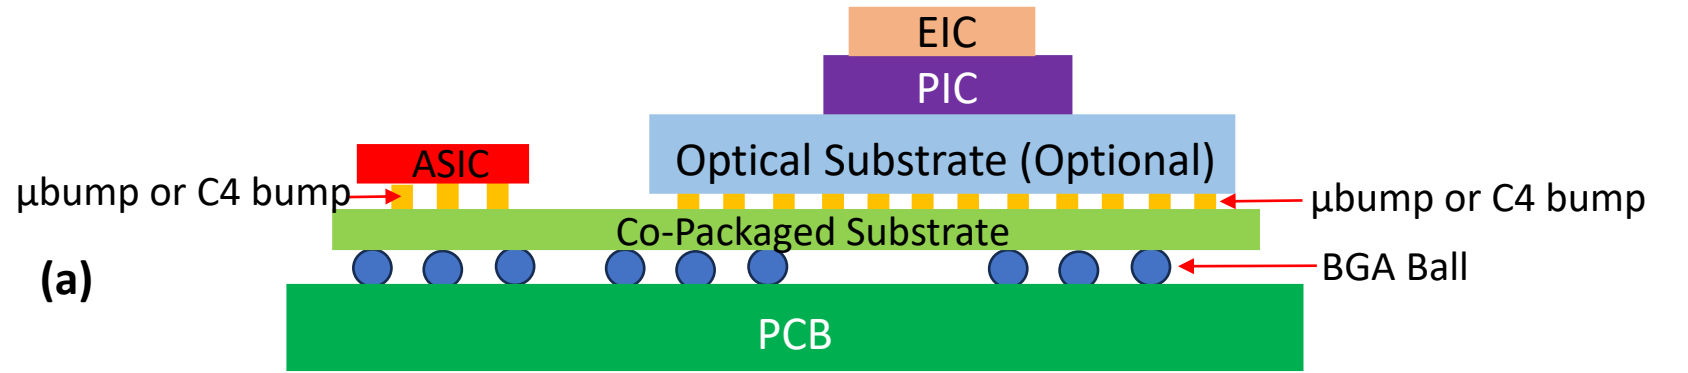 EIC
PIC
Optical Substrate (Optional)
ASIC
μbump or C4 bump
μbump or C4 bump
Co-Packaged Substrate
(a)
BGA Ball
PCB